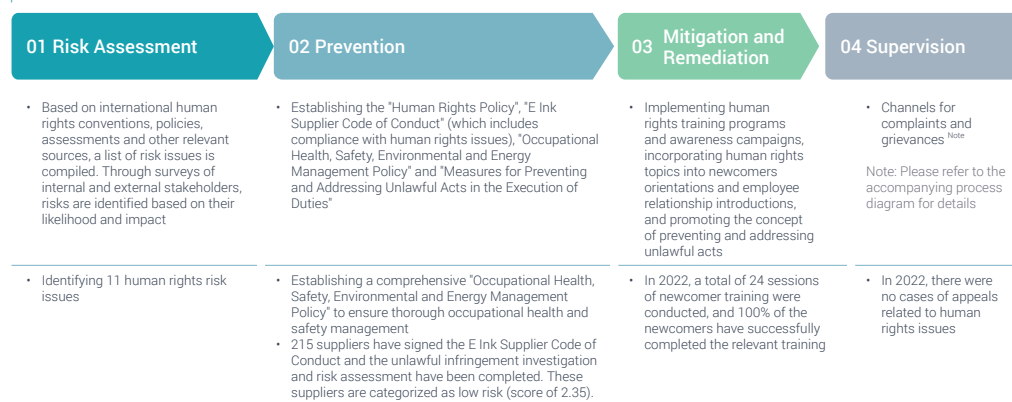 01 Risk Assessment
• Based on international human
rights conventions, policies,
assessments and other relevant
sources, a list of risk issues is
compiled. Through surveys of
internal and external stakeholders,
risks are identified based on their
likelihood and impact
• Identifying 11 human rights risk
issues
02 Prevention
• Establishing the "Human Rights Policy", "E Ink
Supplier Code of Conduct" (which includes
compliance with human rights issues), "Occupational
Health, Safety, Environmental and Energy
Management Policy" and "Measures for Preventing
and Addressing Unlawful Acts in the Execution of
Duties"
• Establishing a comprehensive "Occupational Health,
Safety, Environmental and Energy Management
Policy" to ensure thorough occupational health and
safety management
• 215 suppliers have signed the E Ink Supplier Code of
Conduct and the unlawful infringement investigation
and risk assessment have been completed. These
suppliers are categorized as low risk (score of 2.35).
03 Mitigation and
Remediation
• Implementing human
rights training programs
and awareness campaigns,
incorporating human rights
topics into newcomers
orientations and employee
relationship introductions,
and promoting the concept
of preventing and addressing
unlawful acts
• In 2022, a total of 24 sessions
of newcomer training were
conducted, and 100% of the
newcomers have successfully
completed the relevant training
04 Supervision
• Channels for
complaints and
grievances Note
Note: Please refer to the
accompanying process
diagram for details
• In 2022, there were
no cases of appeals
related to human
rights issues